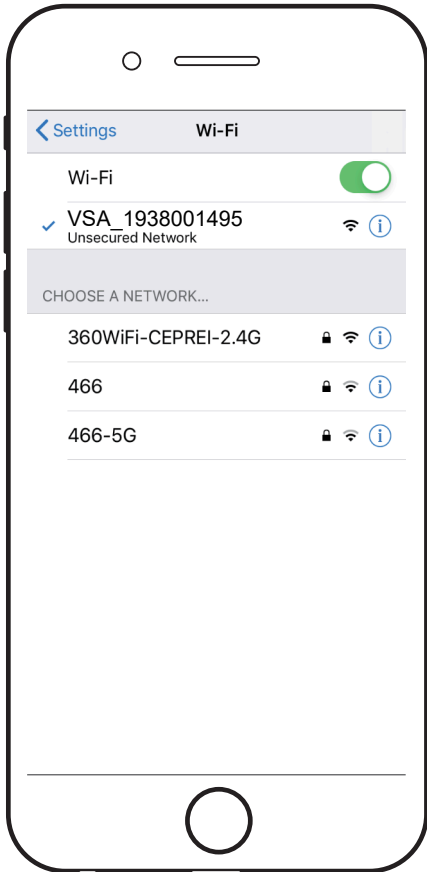 Settings Wi-Fi
Wi-Fi
VSA_1938001495
Unsecured Network
CHOOSE A NETWORK...
360WiFi-CEPREI-2.4G
466
466-5G